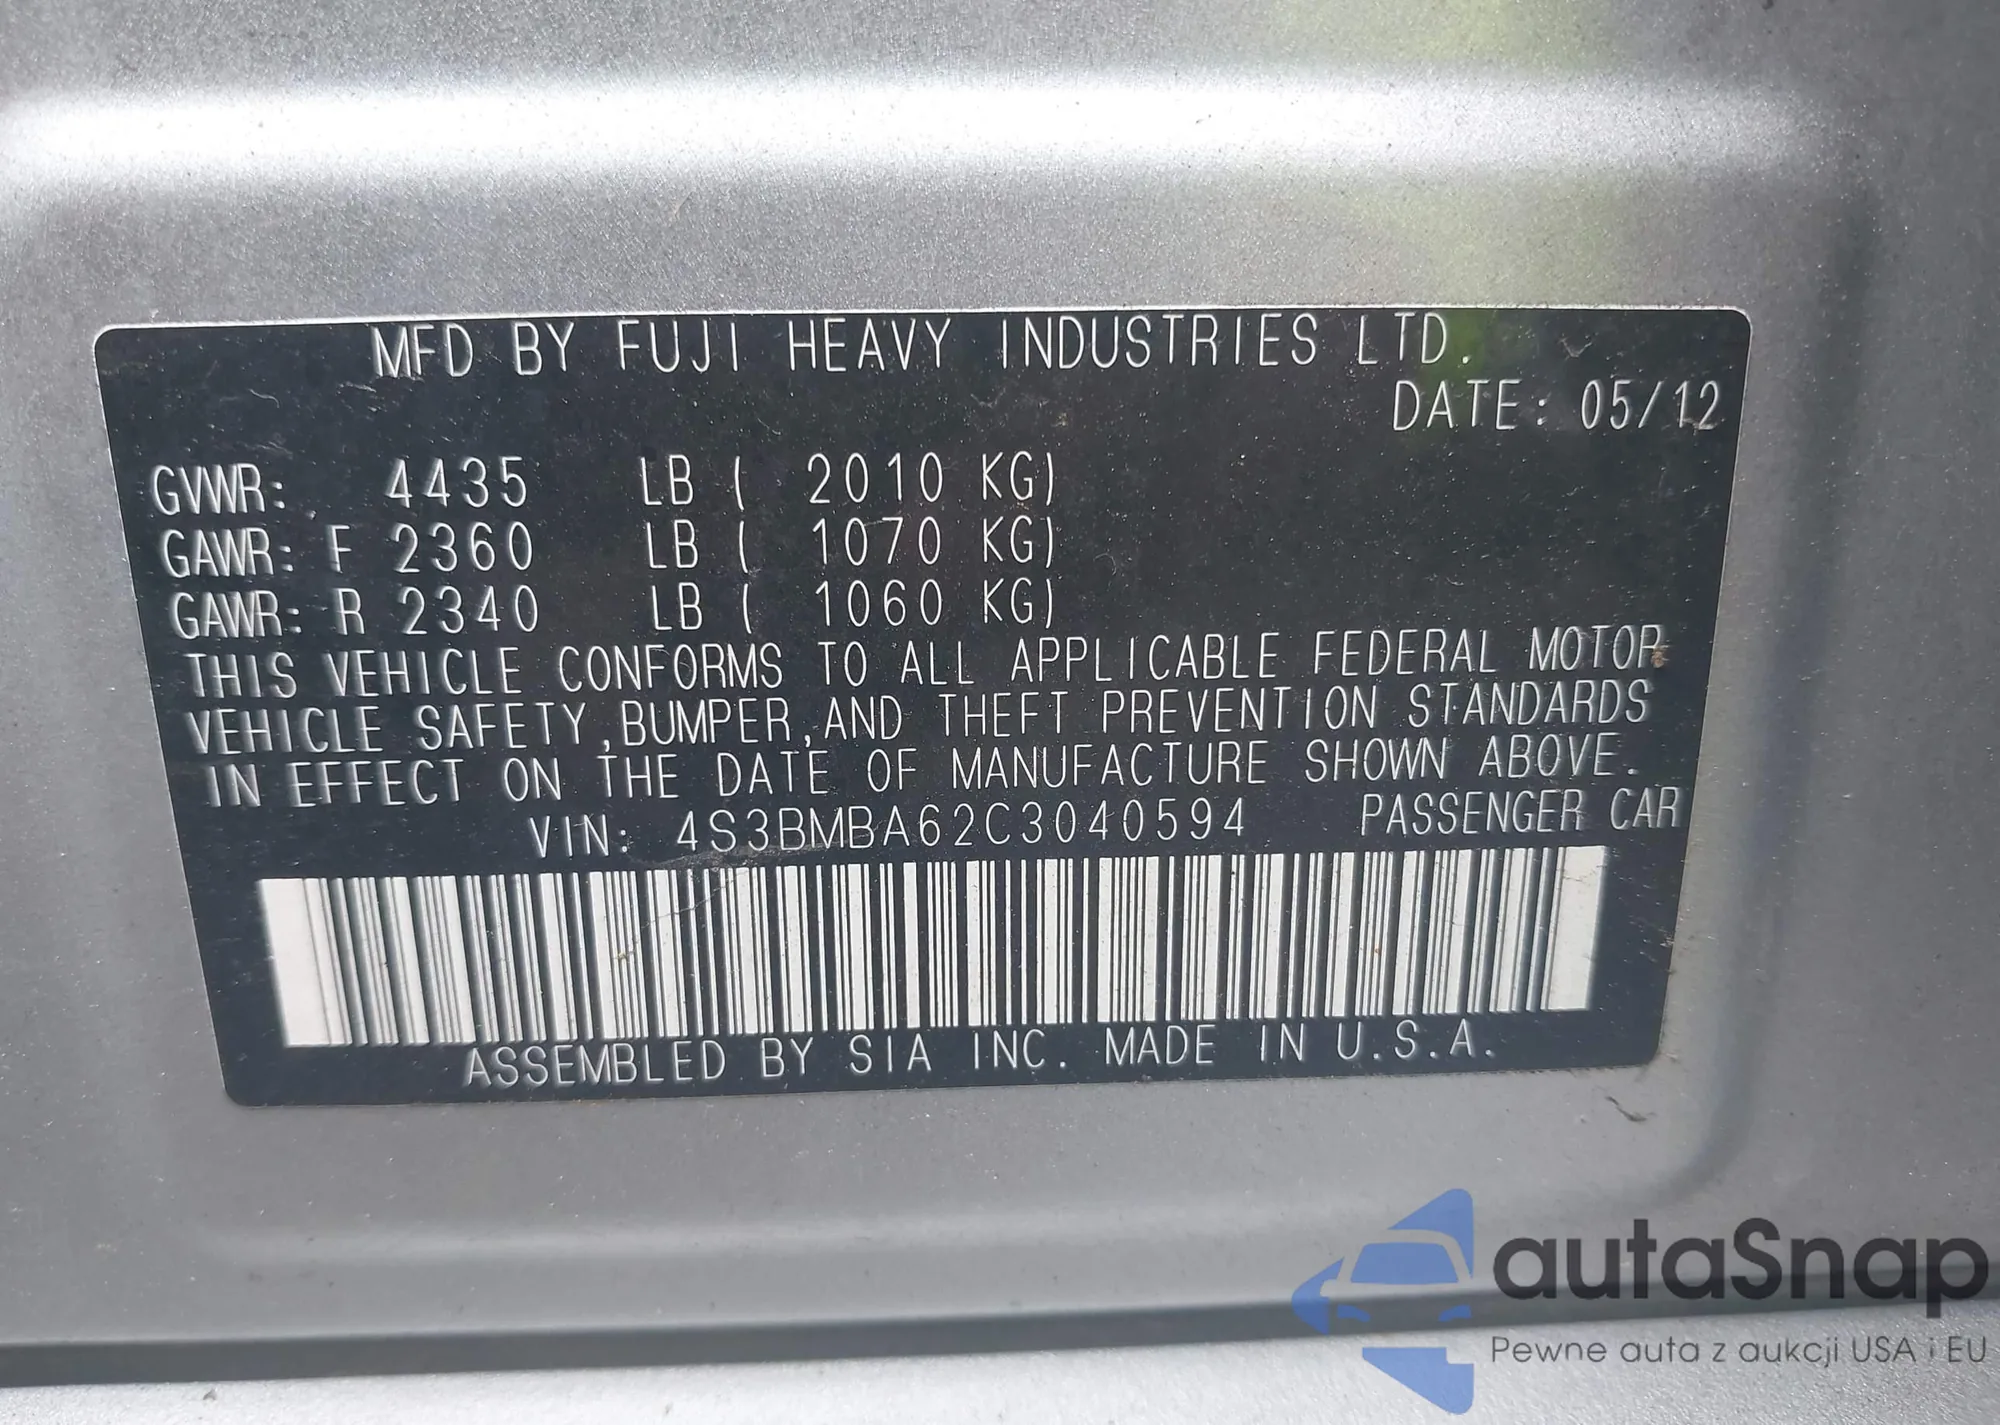 MFD BY FUJI HEAVY INDUSTRIES LTD.
DATE: 05/12
GVWR: 4435 LB ( 2010 KG)
GAWR: F 2360 LB ( 1070 KG)
GAWR: R 2340 LB ( 1060 KG)
THIS VEHICLE CONFORMS TO ALL APPLICABLE FEDERAL MOTOR
VEHICLE SAFETY, BUMPER, AND THEFT PREVENTION STANDARDS
IN EFFECT ON THE DATE OF MANUFACTURE SHOWN ABOVE.
VIN: 4S3BMBA62C3040594 PASSENGER CAR
ASSEMBLED BY SIA INC. MADE IN U.S.A.
autaSnap
Pewne auta z aukcji USA i EU